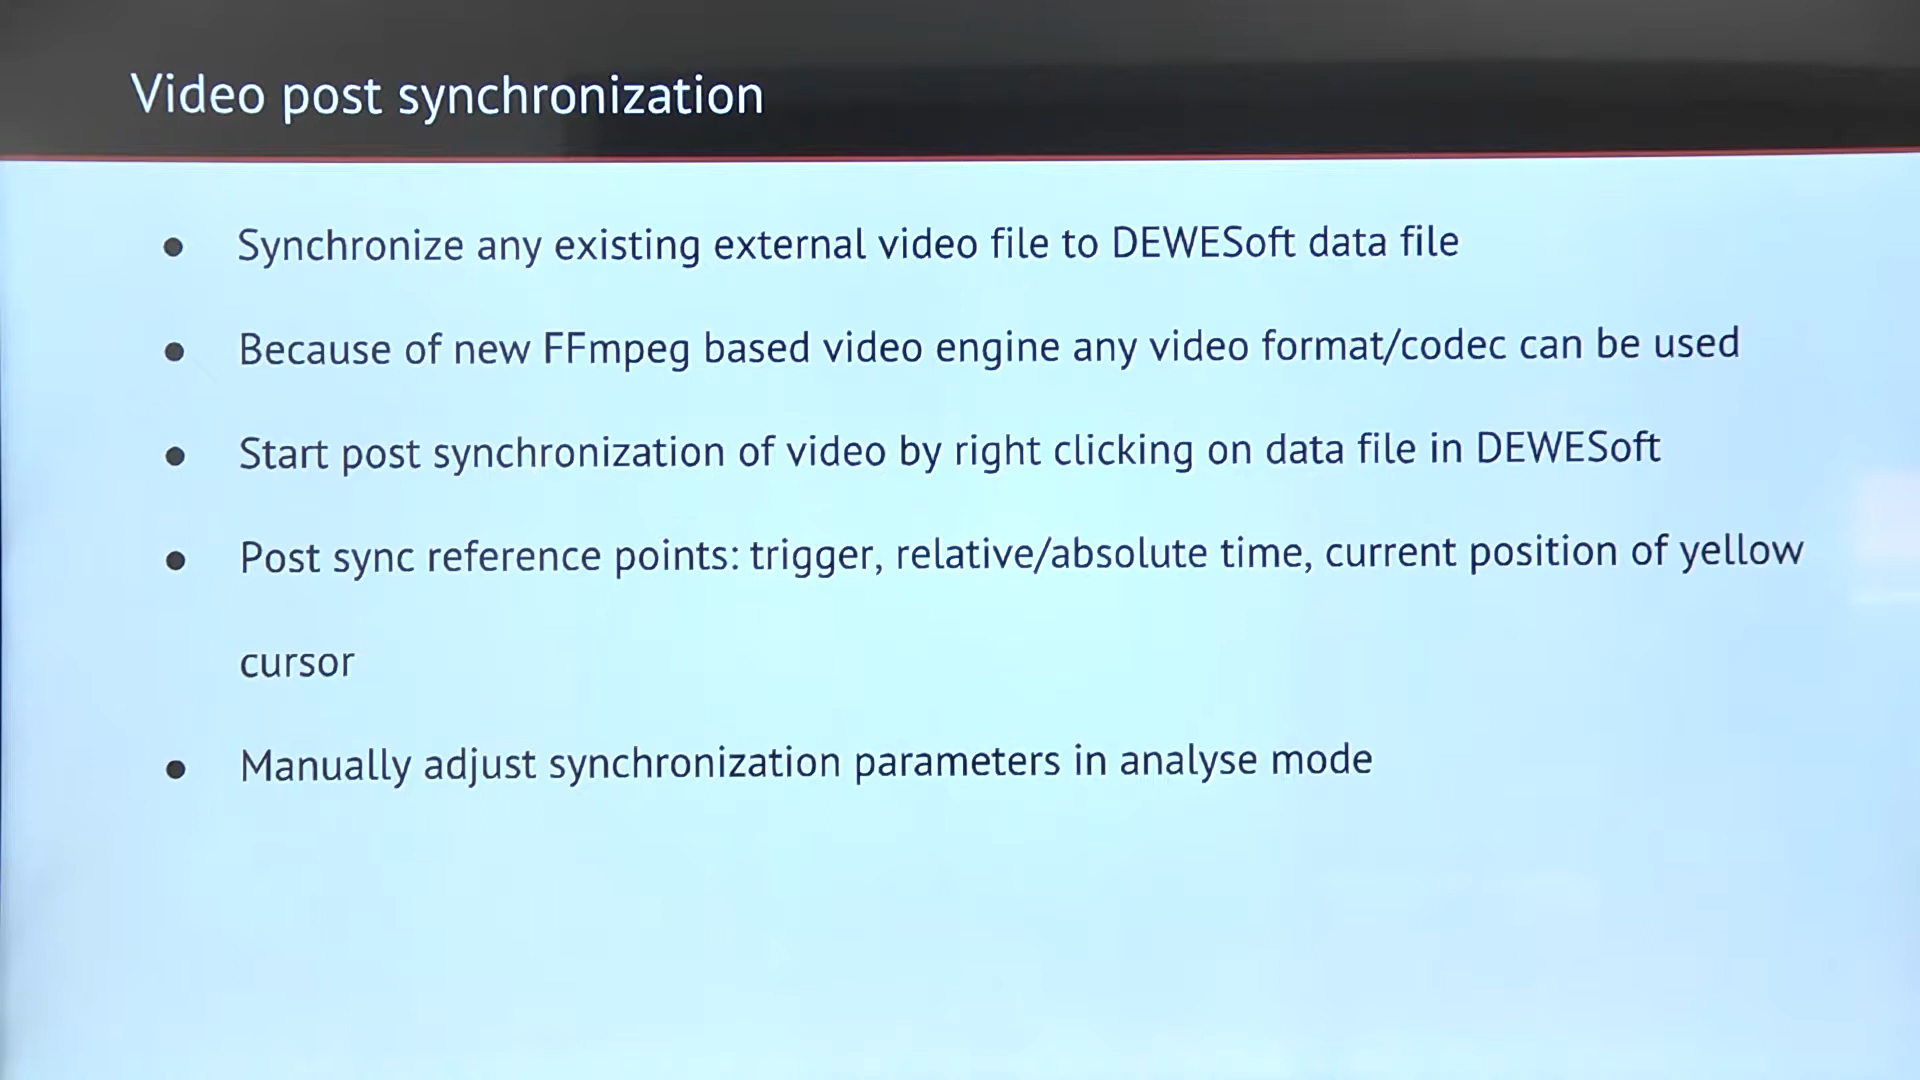 Video post synchronization
● Synchronize any existing external video file to DEWESoft data file
● Because of new FFmpeg based video engine any video format/codec can be used
● Start post synchronization of video by right clicking on data file in DEWESoft
● Post sync reference points: trigger, relative/absolute time, current position of yellow
cursor
● Manually adjust synchronization parameters in analyse mode